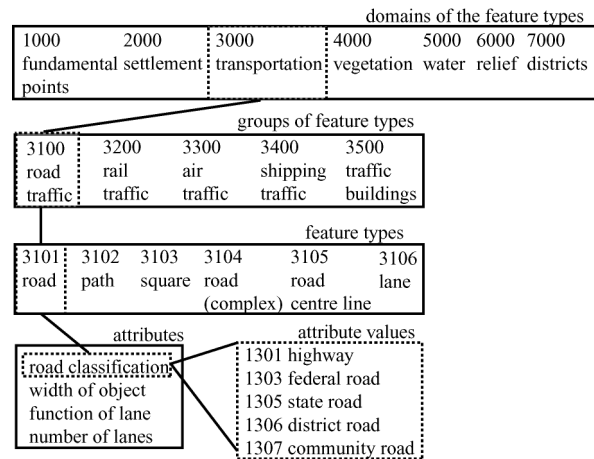 domains of the feature types
1000 2000 3000 4000 5000 6000 7000
fundamental settlement transportation vegetation water relief districts
points
groups of feature types
3100 3200 3300 3400 3500
road rail air shipping traffic
traffic traffic traffic traffic buildings
feature types
3101 3102 3103 3104 3105 3106
road path square road road lane
(complex) centre line
attributes
road classification
width of object
function of lane
number of lanes
attribute values
1301 highway
1303 federal road
1305 state road
1306 district road
1307 community road